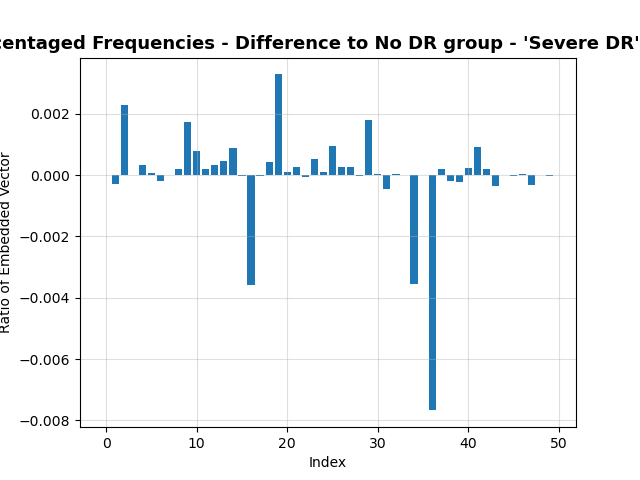 centaged Frequencies - Difference to No DR group - 'Severe DR'
Ratio of Embedded Vector
0.002
0.000
−0.002
−0.004
−0.006
−0.008
0 10 20 30 40 50
Index